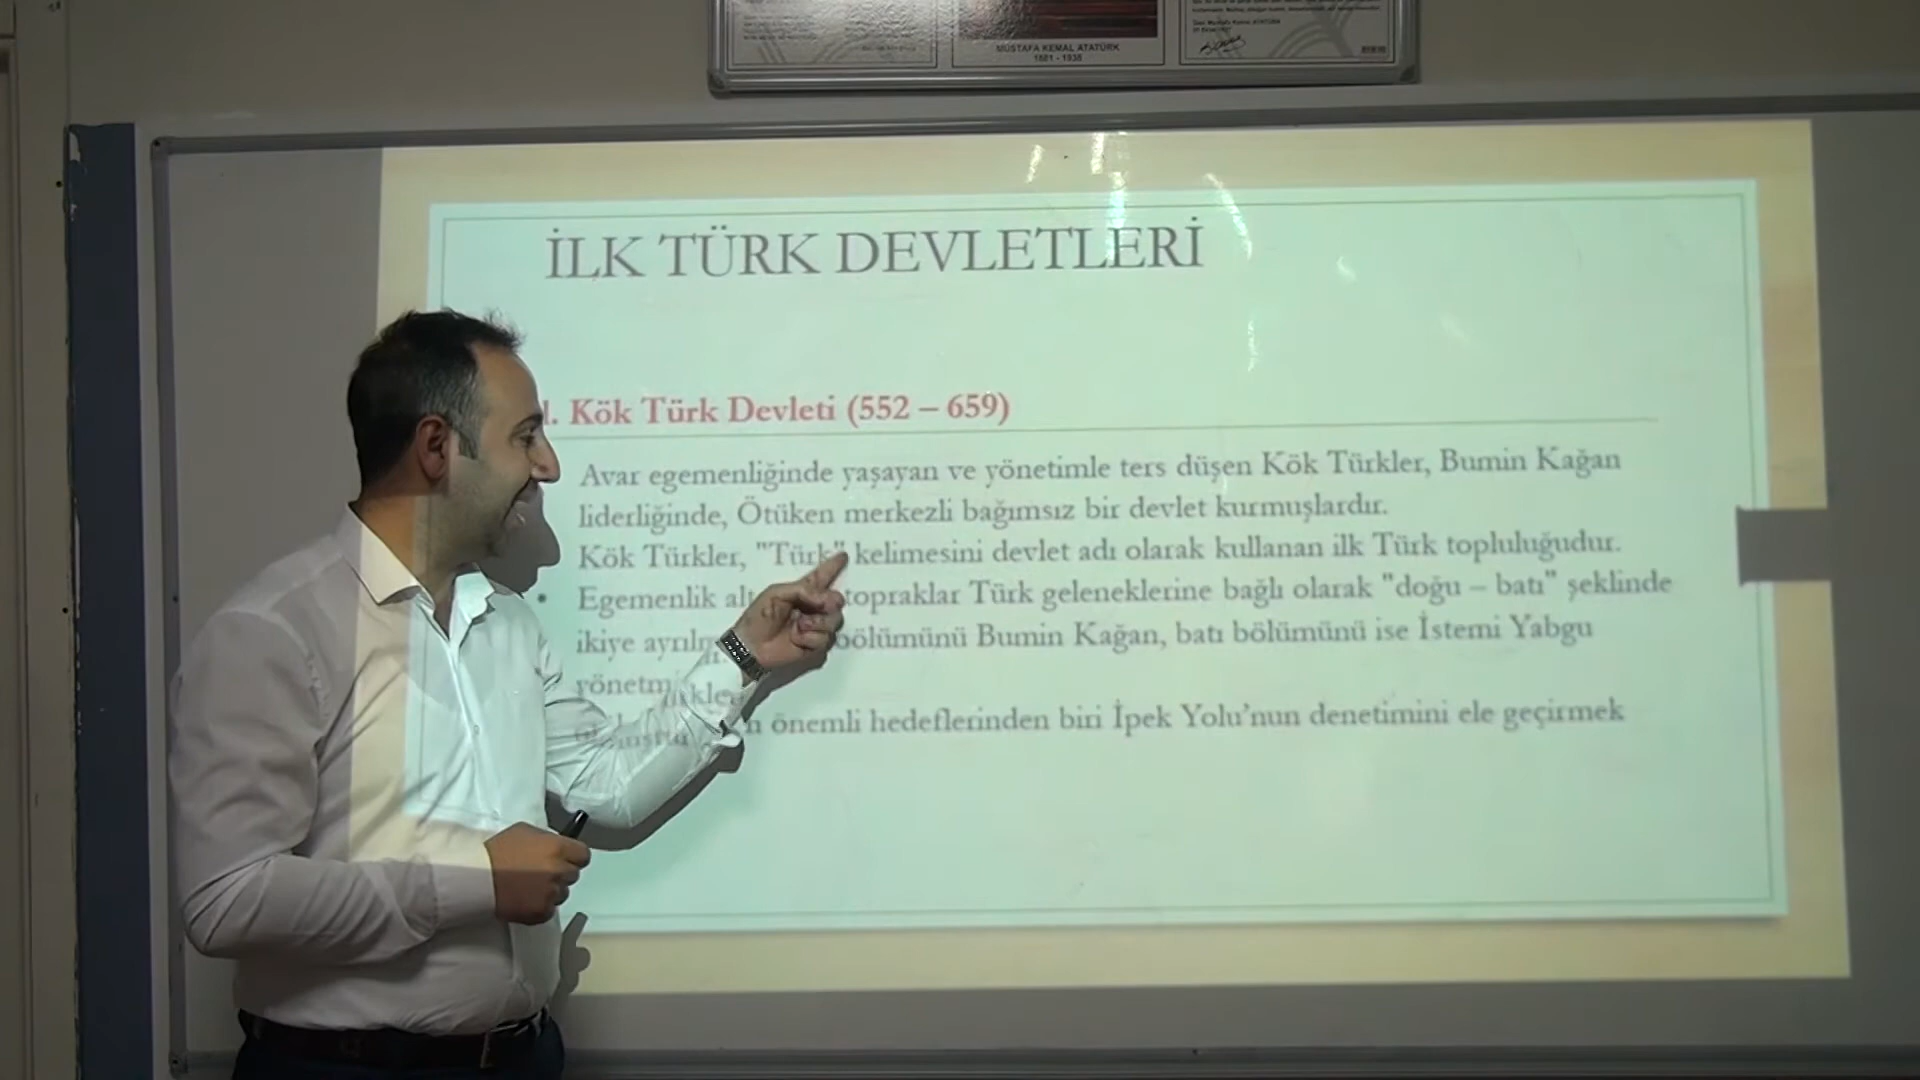 MUSTAFA KEMAL ATATÜRK
1881 - 1938
İLK TÜRK DEVLETLERİ
I. Kök Türk Devleti (552 – 659)
Avar egemenliğinde yaşayan ve yönetimle ters düşen Kök Türkler, Bumin Kağan
liderliğinde, Ötüken merkezli bağımsız bir devlet kurmuşlardır.
Kök Türkler, "Türk" kelimesini devlet adı olarak kullanan ilk Türk topluluğudur.
• Egemenlik topraklar Türk geleneklerine bağlı olarak "doğu – batı" şeklinde
ikiye bölümünü Bumin Kağan, batı bölümünü ise İstemi Yabgu
önemli hedeflerinden biri İpek Yolu'nun denetimini ele geçirmek